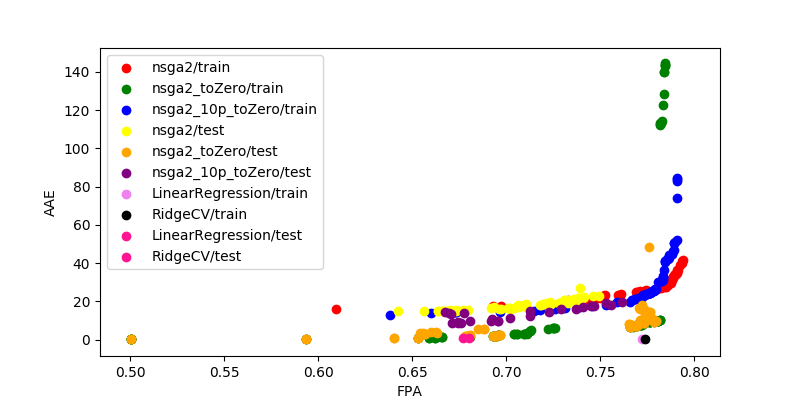 nsga2/train
nsga2_toZero/train
nsga2_10p_toZero/train
nsga2/test
nsga2_toZero/test
nsga2_10p_toZero/test
LinearRegression/train
RidgeCV/train
LinearRegression/test
RidgeCV/test
AAE
140
120
100
80
60
40
20
0
0.50
0.55
0.60
0.65
0.70
0.75
0.80
FPA